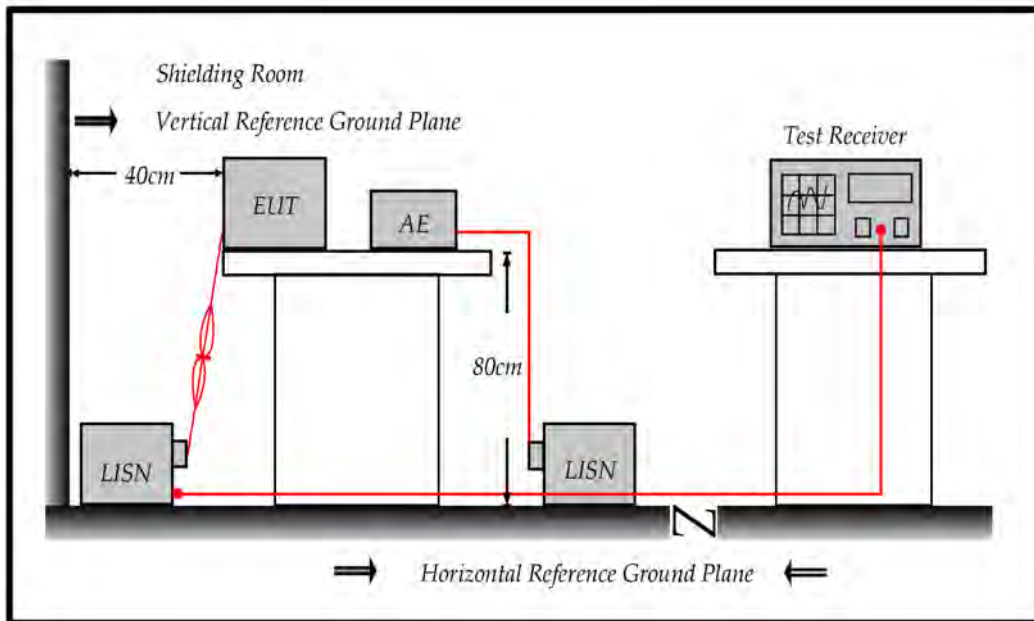 Shielding Room
Vertical Reference Ground Plane
Test Receiver
40cm
EUT
AE
80cm
LISN
LISN
Horizontal Reference Ground Plane